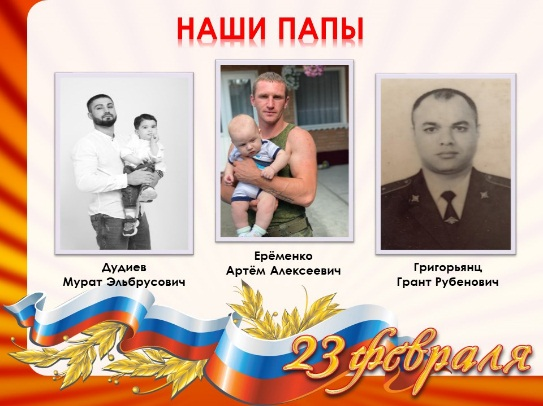 НАШИ ПАПЫ
Дудиев
Мурат Эльбрусович
Ерёменко
Артём Алексеевич
Григорьянц
Грант Рубенович
23 февраля